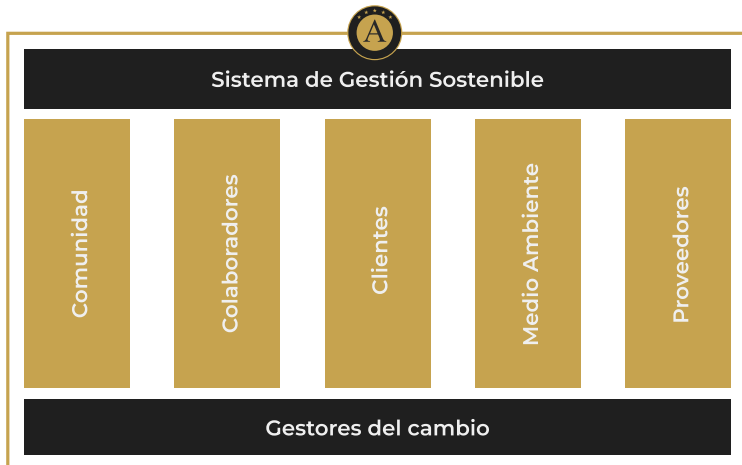 A
Sistema de Gestión Sostenible
Comunidad
Colaboradores
Clientes
Medio Ambiente
Proveedores
Gestores del cambio